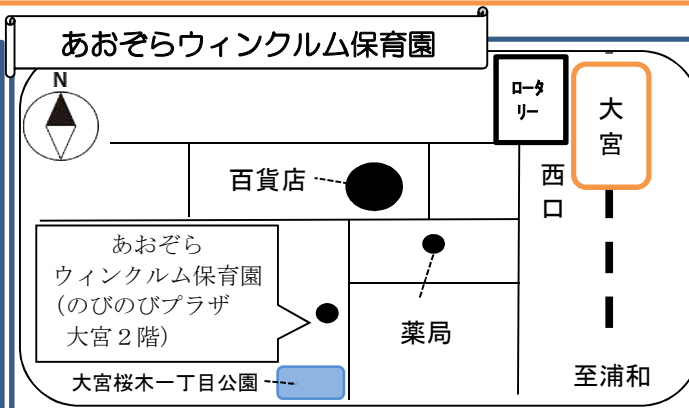 あおぞらウィンクルム保育園
N
ロータ
リー
大
宮
西
口
百貨店
あおぞら
ウィンクルム保育園
(のびのびプラザ
大宮２階)
薬局
大宮桜木一丁目公園
至浦和